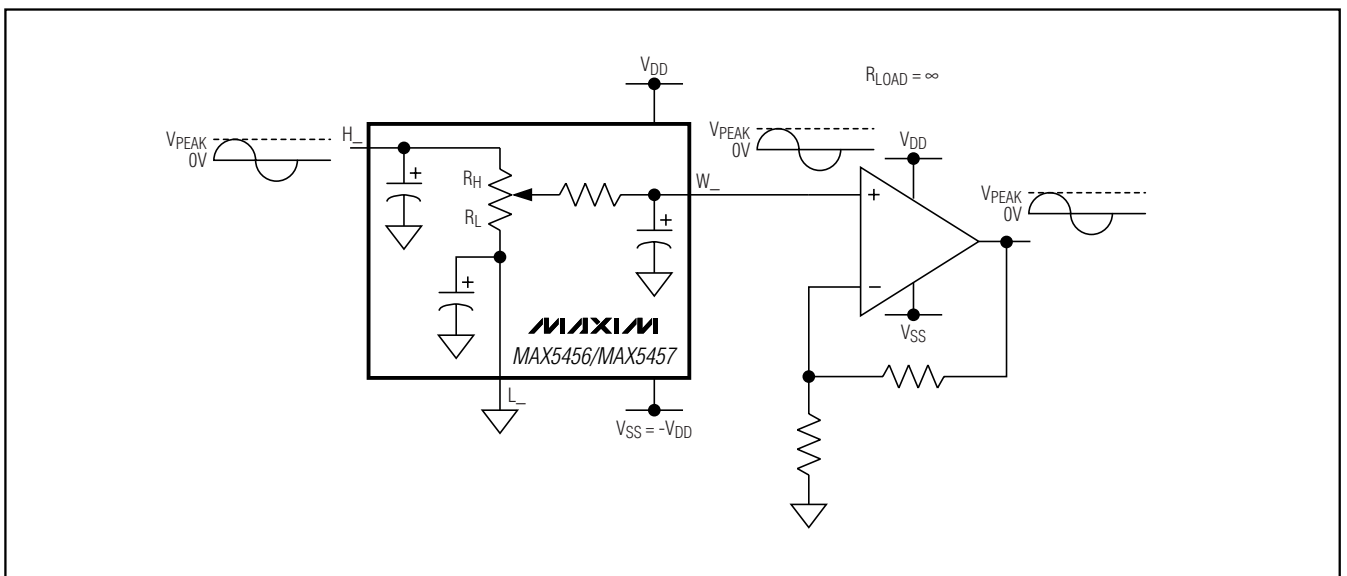 VDD
RLOAD = ∞
VPEAK
0V
H_
RH
RL
W_
VPEAK
0V
VDD
+
−
VSS
VPEAK
0V
+
+
+
MAXIM
MAX5456/MAX5457
L_
VSS = -VDD